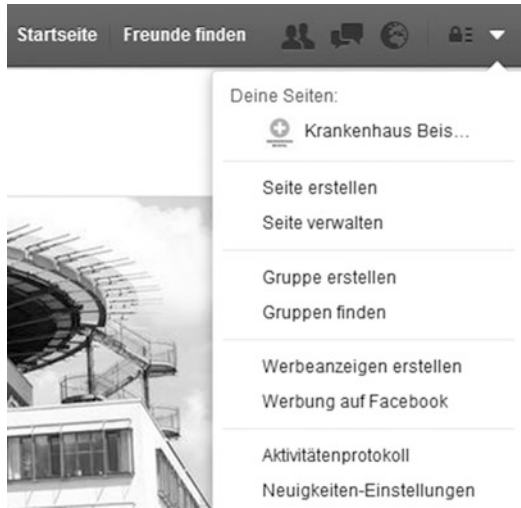 Startseite Freunde finden
Deine Seiten:
Krankenhaus Beis...
Seite erstellen
Seite verwalten
Gruppe erstellen
Gruppen finden
Werbeanzeigen erstellen
Werbung auf Facebook
Aktivitätenprotokoll
Neuigkeiten-Einstellungen